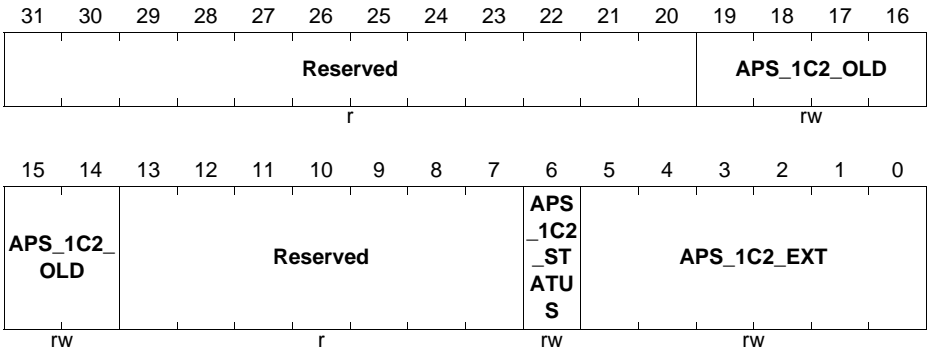 31 30 29 28 27 26 25 24 23 22 21 20 19 18 17 16
Reserved APS_1C2_OLD
r rw
15 14 13 12 11 10 9 8 7 6 5 4 3 2 1 0
APS_1C2_
OLD
Reserved
APS
_1C2
_ST
ATU
S
APS_1C2_EXT
rw r rw rw